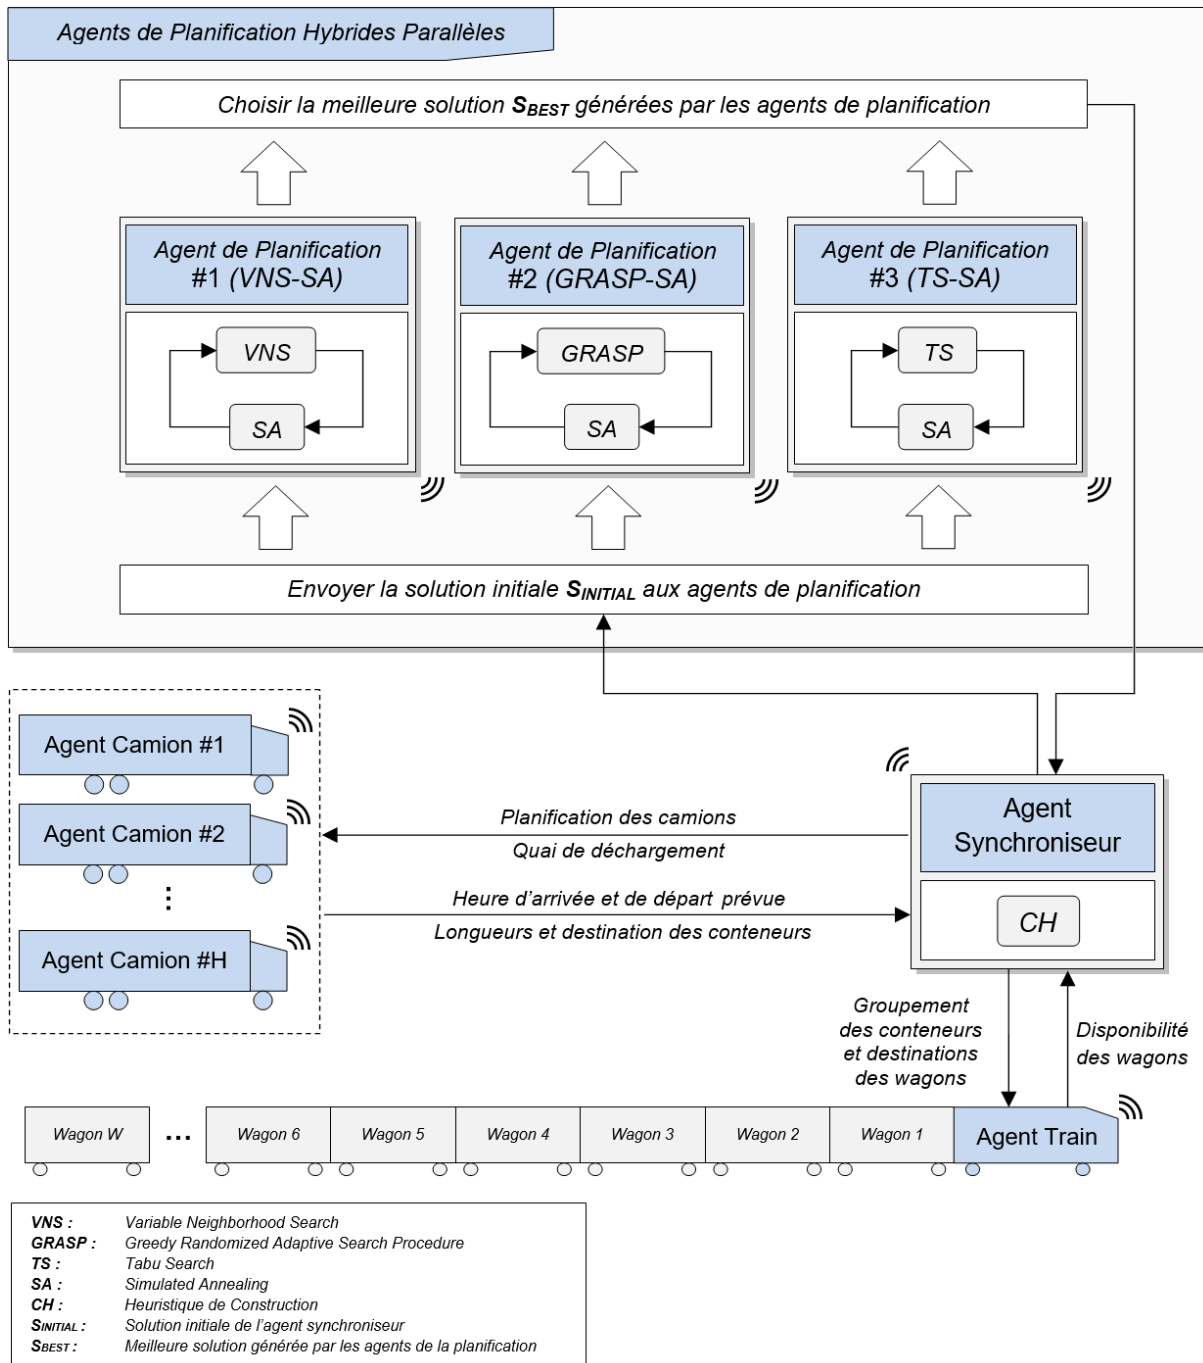 Agents de Planification Hybrides Parallèles
Choisir la meilleure solution SBEST générées par les agents de planification
Agent de Planification
#1 (VNS-SA)
VNS
SA
Agent de Planification
#2 (GRASP-SA)
GRASP
SA
Agent de Planification
#3 (TS-SA)
TS
SA
Envoyer la solution initiale SINITIAL aux agents de planification
Agent Camion #1
Agent Camion #2
⋮
Agent Camion #H
Planification des camions
Quai de déchargement
Heure d'arrivée et de départ prévue
Longueurs et destination des conteneurs
Agent
Synchroniseur
CH
Groupement
des conteneurs
et destinations
des wagons
Disponibilité
des wagons
Wagon W
...
Wagon 6
Wagon 5
Wagon 4
Wagon 3
Wagon 2
Wagon 1
Agent Train
VNS : Variable Neighborhood Search
GRASP : Greedy Randomized Adaptive Search Procedure
TS : Tabu Search
SA : Simulated Annealing
CH : Heuristique de Construction
SINITIAL : Solution initiale de l'agent synchroniseur
SBEST : Meilleure solution générée par les agents de la planification